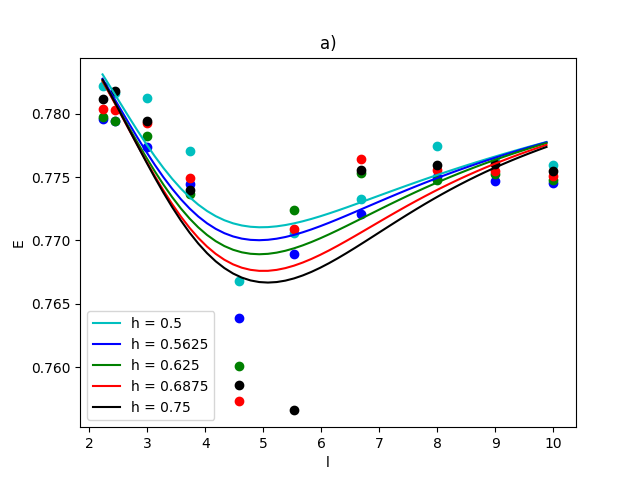 a)
E
0.780
0.775
0.770
0.765
0.760
h = 0.5
h = 0.5625
h = 0.625
h = 0.6875
h = 0.75
2 3 4 5 6 7 8 9 10
l